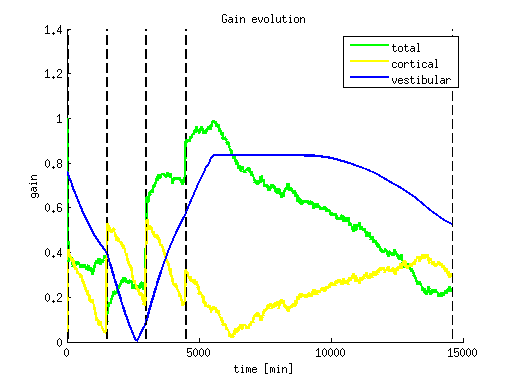 Gain evolution
total
cortical
vestibular
1.4
1.2
1
0.8
0.6
0.4
0.2
0
gain
0 5000 10000 15000
time [min]